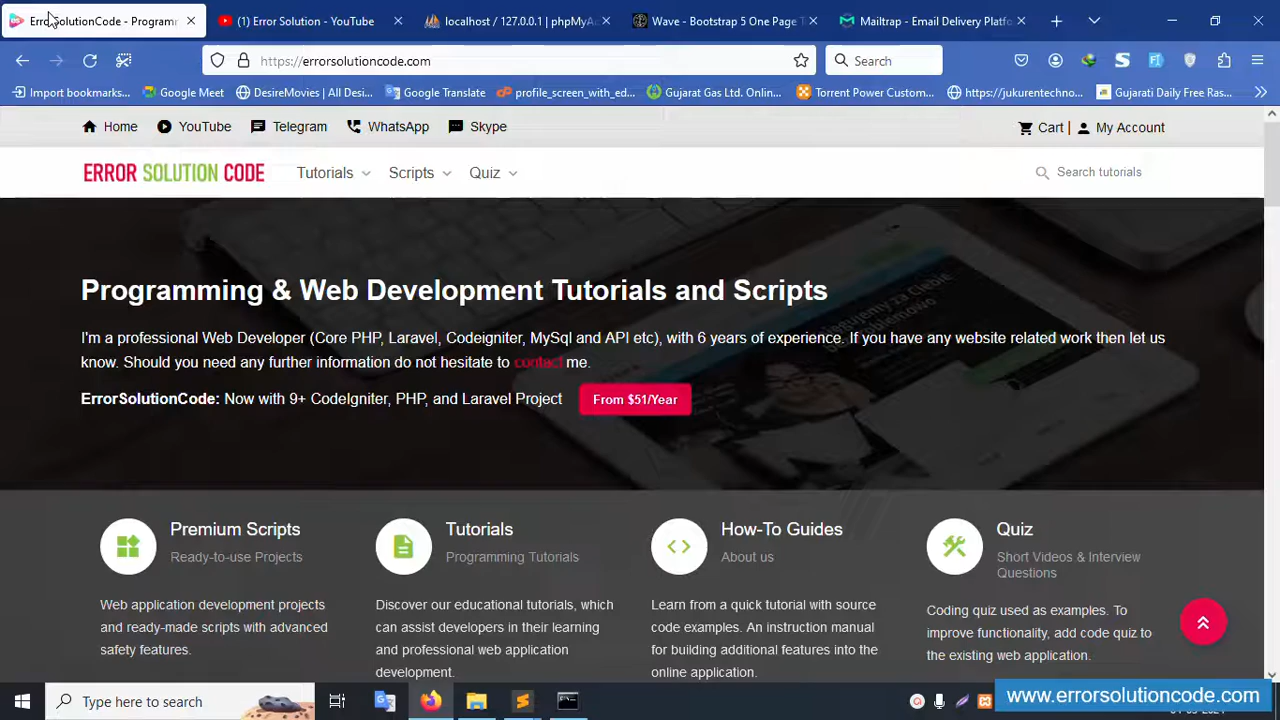 ErrorSolutionCode - Programm
(1) Error Solution - YouTube
localhost / 127.0.0.1 | phpMyA
Wave - Bootstrap 5 One Page T
Mailtrap - Email Delivery Platfo
https://errorsolutioncode.com
Search
Import bookmarks...
Google Meet
DesireMovies | All Desi...
Google Translate
profile_screen_with_ed...
Gujarat Gas Ltd. Onlin...
Torrent Power Custom...
https://jukurentechno...
Gujarati Daily Free Ras...
Home
YouTube
Telegram
WhatsApp
Skype
Cart |
My Account
ERROR SOLUTION CODE
Tutorials
Scripts
Quiz
Search tutorials
Programming & Web Development Tutorials and Scripts
I'm a professional Web Developer (Core PHP, Laravel, Codeigniter, MySql and API etc), with 6 years of experience. If you have any website related work then let us
know. Should you need any further information do not hesitate to contact me.
ErrorSolutionCode: Now with 9+ CodeIgniter, PHP, and Laravel Project
From $51/Year
Premium Scripts
Ready-to-use Projects
Web application development projects
and ready-made scripts with advanced
safety features.
Tutorials
Programming Tutorials
Discover our educational tutorials, which
can assist developers in their learning
and professional web application
development.
How-To Guides
About us
Learn from a quick tutorial with source
code examples. An instruction manual
for building additional features into the
online application.
Quiz
Short Videos & Interview
Questions
Coding quiz used as examples. To
improve functionality, add code quiz to
the existing web application.
Type here to search
www.errorsolutioncode.com